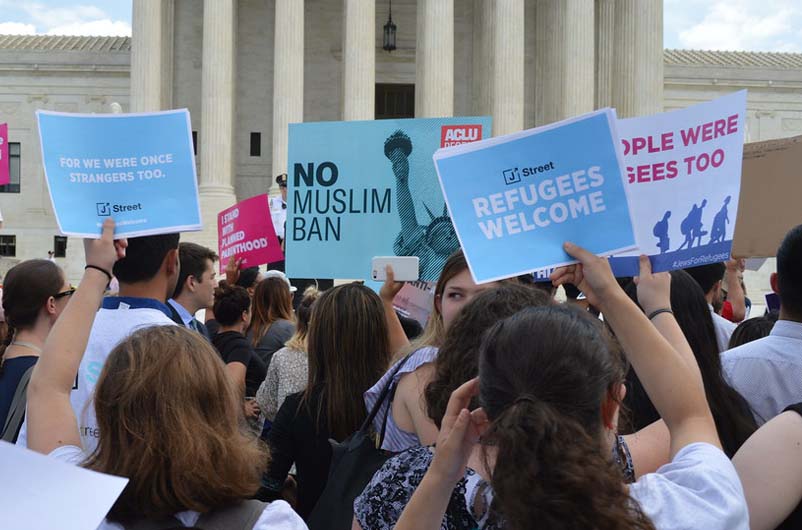 FOR WE WERE ONCE
STRANGERS TOO.
J Street
NO
MUSLIM
BAN
ACLU
I STAND WITH
PLANNED
PARENTHOOD
J Street
REFUGEES
WELCOME
OPLE WERE
GEES TOO
#JewsForRefugees